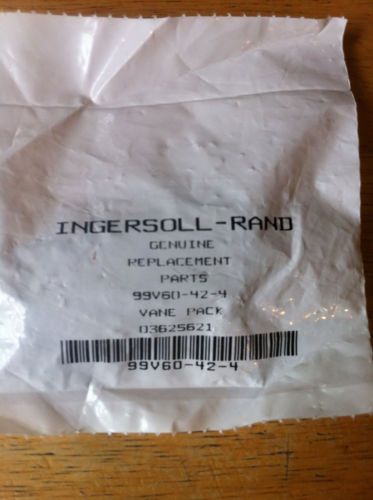 INGERSOLL-RAND
GENUINE
REPLACEMENT
PARTS
99V60-42-4
VANE PACK
03625621
99V60-42-4